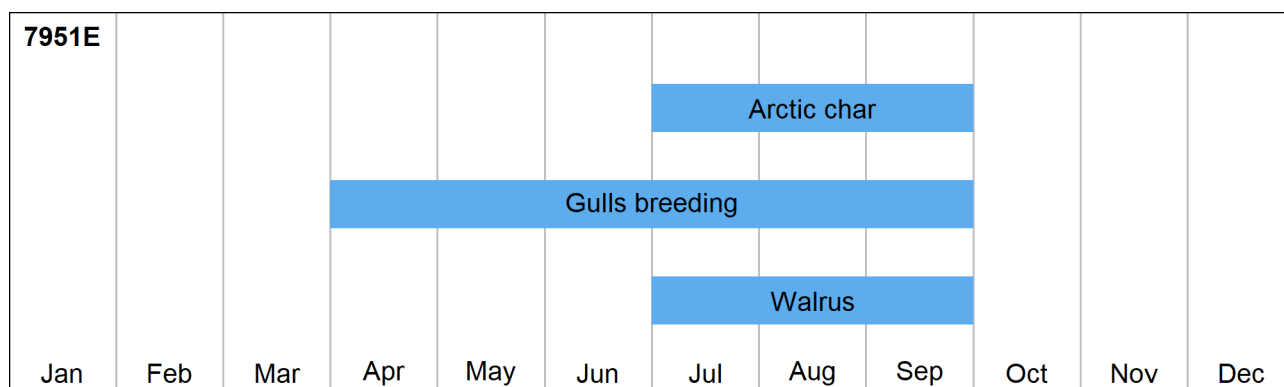 7951E
Arctic char
Gulls breeding
Walrus
Jan Feb Mar Apr May Jun Jul Aug Sep Oct Nov Dec